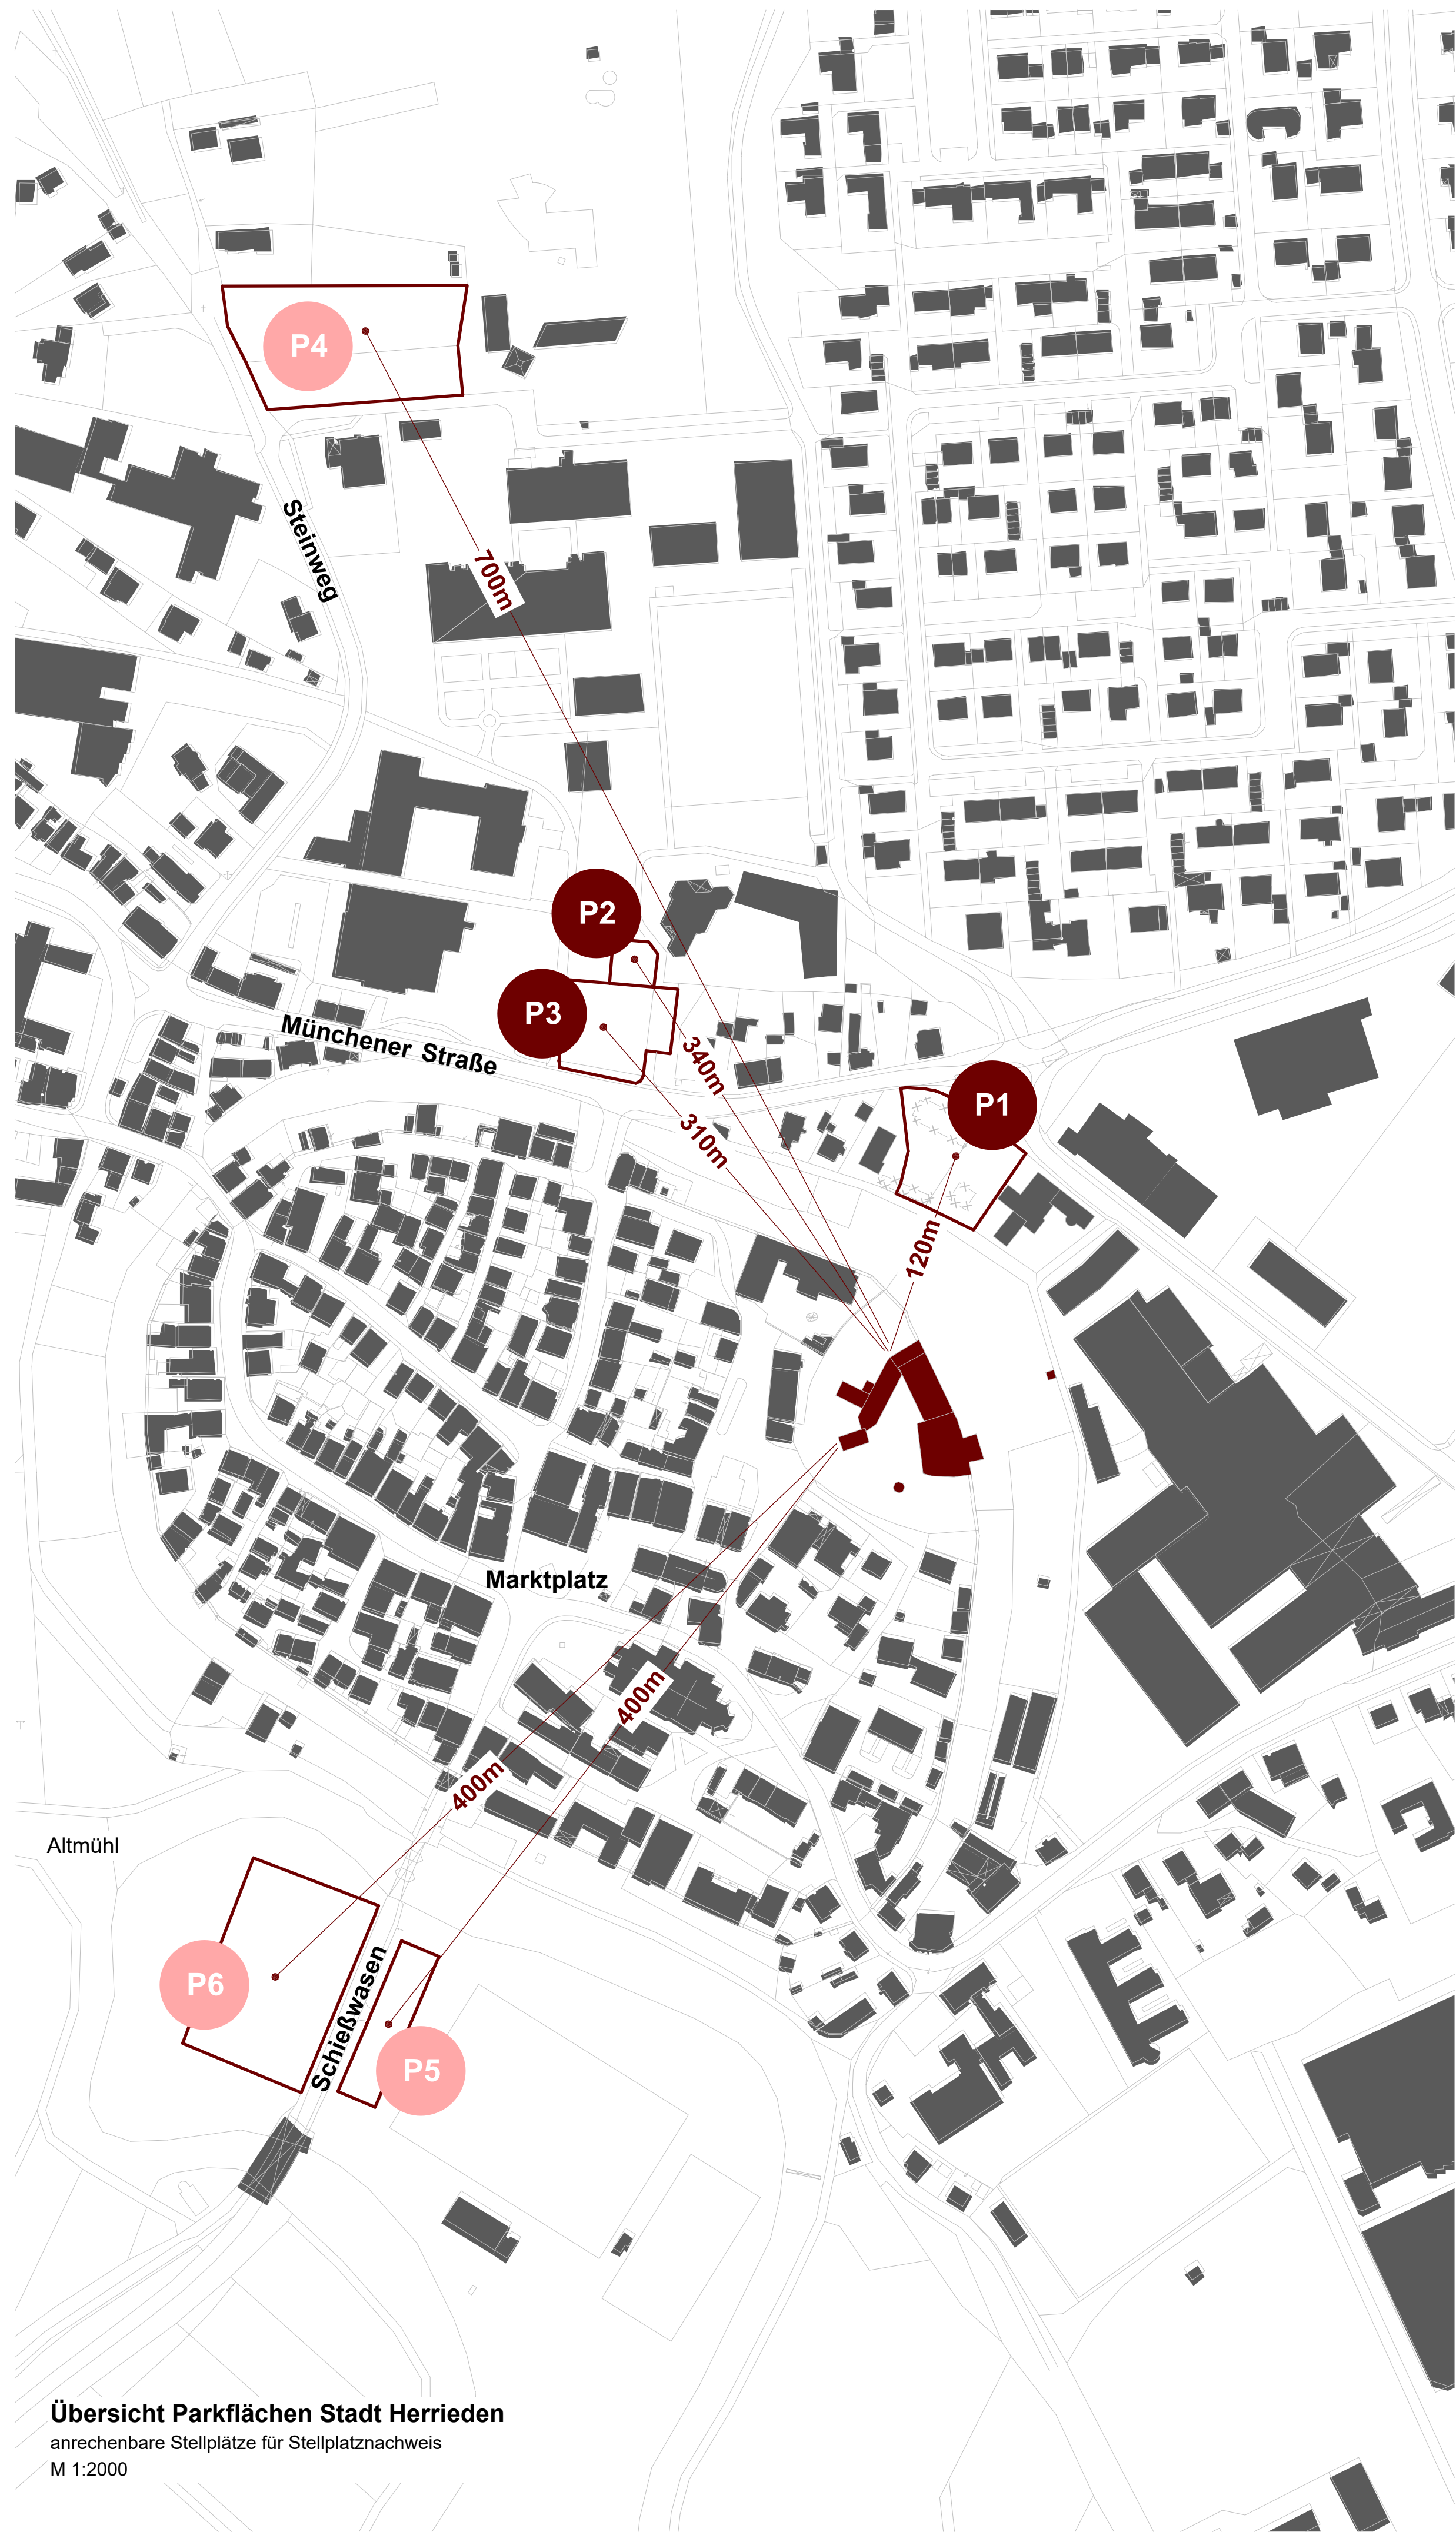 P4
Steinweg
700m
P2
P3
Münchener Straße
340m
P1
310m
120m
Marktplatz
400m
400m
Altmühl
P6
Schießwasen
P5
Übersicht Parkflächen Stadt Herrieden
anrechenbare Stellplätze für Stellplatznachweis
M 1:2000